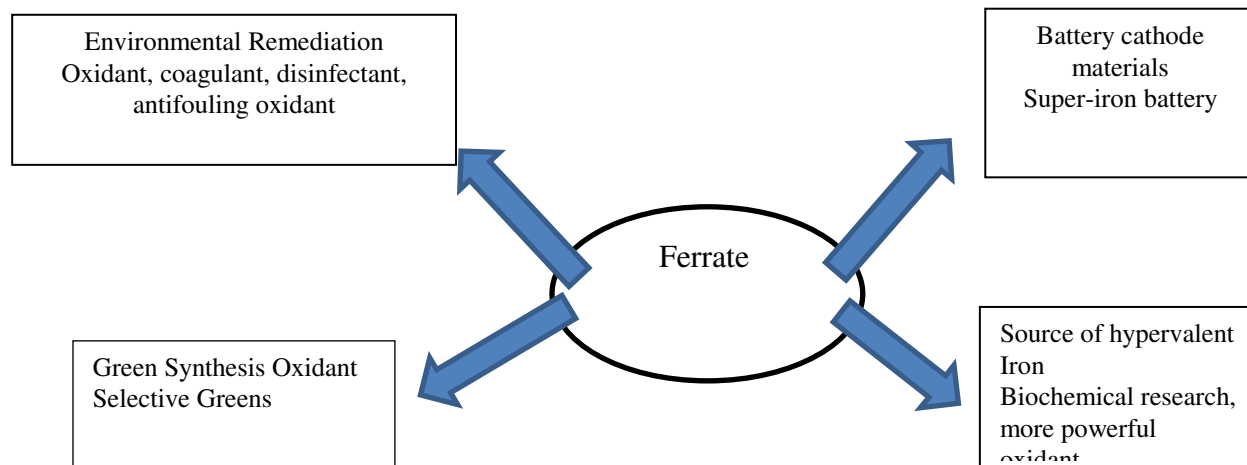 Environmental Remediation
Oxidant, coagulant, disinfectant,
antifouling oxidant
Battery cathode
materials
Super-iron battery
Ferrate
Green Synthesis Oxidant
Selective Greens
Source of hypervalent
Iron
Biochemical research,
more powerful
oxidant